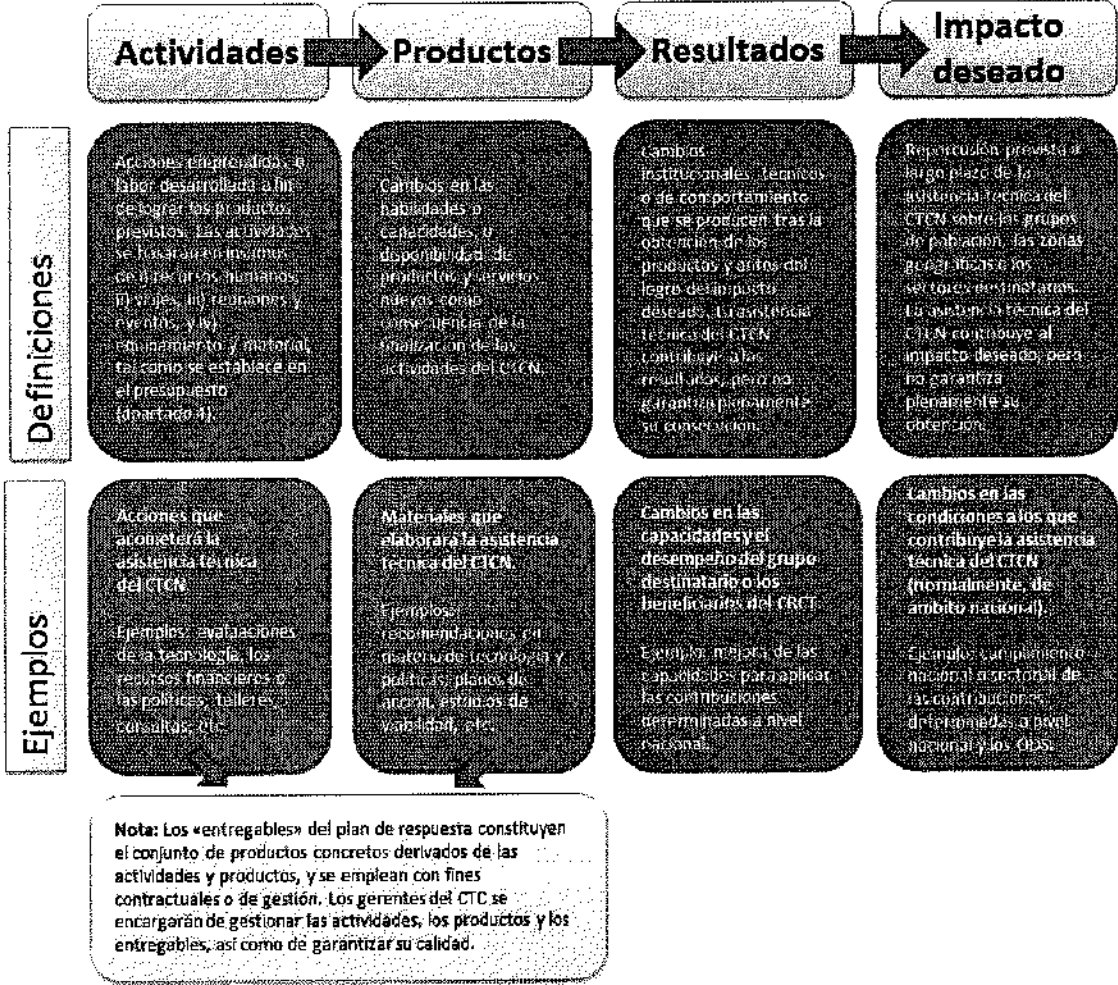 Actividades
Productos
Resultados
Impacto
deseado
Definiciones
Acciones emprendidas o
labor desarrollada a fin
de lograr los productos
previstos. Las actividades
se basarán en insumos
de i) recursos humanos,
ii) viajes, iii) reuniones y
eventos, y iv)
equipamiento y material,
tal como se establece en
el presupuesto
(apartado 4).
Cambios en las
habilidades o
capacidades, o
disponibilidad de
productos y servicios
nuevos como
consecuencia de la
finalización de las
actividades del CTCN.
Cambios
institucionales, técnicos
o de comportamiento
que se producen tras la
obtención de los
productos y antes del
logro del impacto
deseado. La asistencia
técnica del CTCN
contribuye a los
resultados, pero no
garantiza plenamente
su consecución.
Repercusión prevista a
largo plazo de la
asistencia técnica del
CTCN sobre los grupos
de población, las zonas
geográficas o los
sectores destinatarios.
La asistencia técnica del
CTCN contribuye al
impacto deseado, pero
no garantiza
plenamente su
obtención.
Ejemplos
Acciones que
acometerá la
asistencia técnica
del CTCN
Ejemplos: evaluaciones
de la tecnología, los
recursos financieros o
las políticas, talleres,
consultas, etc.
Materiales que
elaborará la asistencia
técnica del CTCN.
Ejemplos:
recomendaciones en
materia de tecnología y
políticas, planes de
acción, estudios de
viabilidad, etc.
Cambios en las
capacidades y el
desempeño del grupo
destinatario o los
beneficiarios del CRCT.
Ejemplo: mejora de las
capacidades para aplicar
las contribuciones
determinadas a nivel
nacional.
Cambios en las
condiciones a los que
contribuye la asistencia
técnica del CTCN
(normalmente, de
ámbito nacional).
Ejemplo: cumplimiento
nacional o sectorial de
las contribuciones
determinadas a nivel
nacional y los ODS.
Nota: Los «entregables» del plan de respuesta constituyen
el conjunto de productos concretos derivados de las
actividades y productos, y se emplean con fines
contractuales o de gestión. Los gerentes del CTC se
encargarán de gestionar las actividades, los productos y los
entregables, así como de garantizar su calidad.